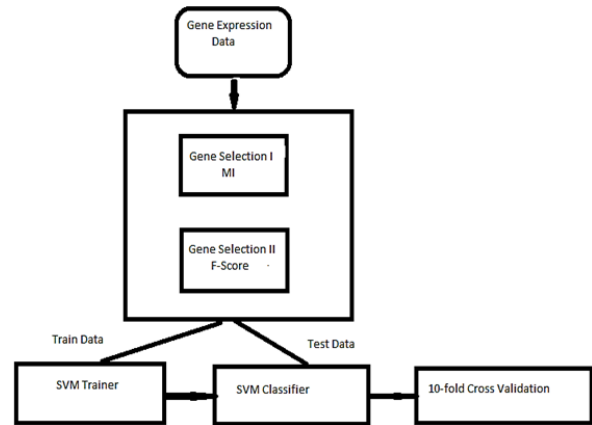 Gene Expression
Data
Gene Selection I
MI
Gene Selection II
F-Score
Train Data
Test Data
SVM Trainer
SVM Classifier
10-fold Cross Validation